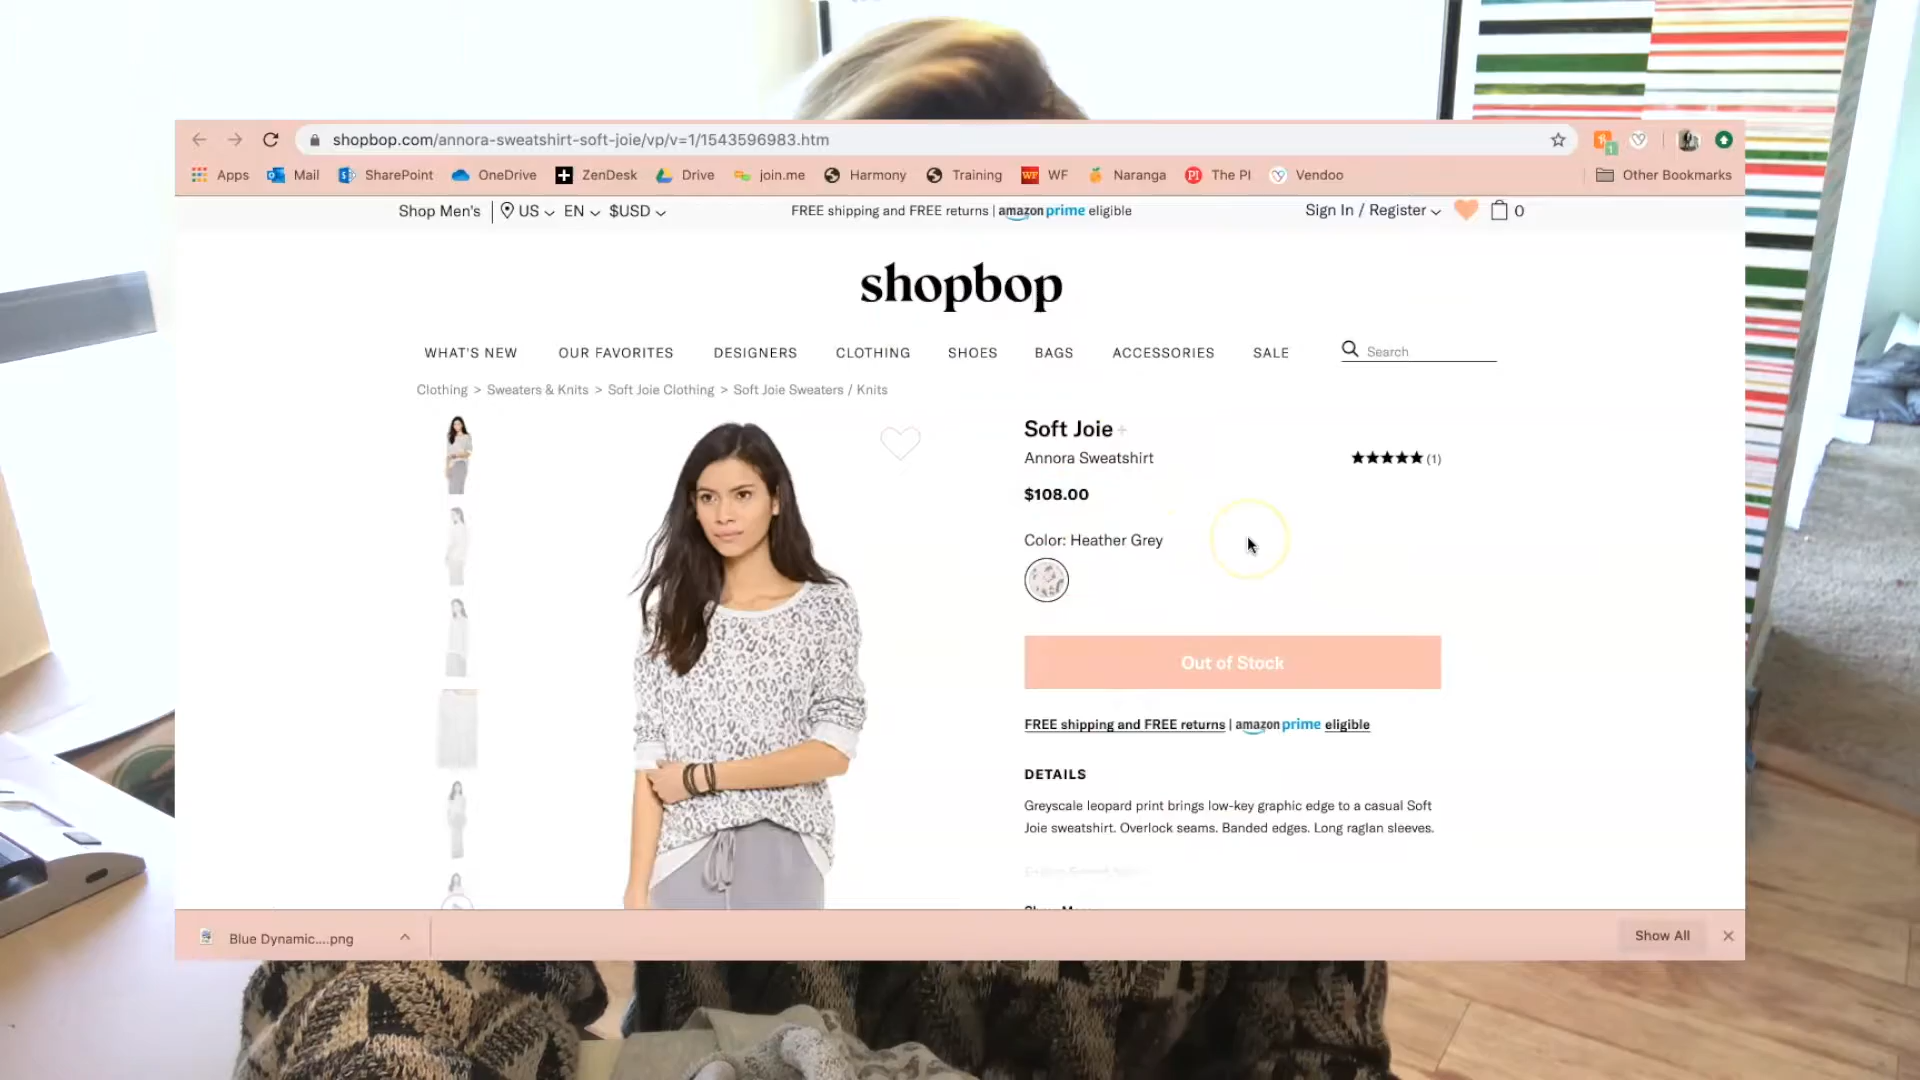 shopbop.com/annora-sweatshirt-soft-joie/vp/v=1/1543596983.htm
1
Apps Mail SharePoint OneDrive ZenDesk Drive join.me Harmony Training WF WF Naranga PI The PI Vendoo Other Bookmarks
Shop Men's US EN $USD FREE shipping and FREE returns | amazon prime eligible Sign In / Register 0
shopbop
WHAT'S NEW OUR FAVORITES DESIGNERS CLOTHING SHOES BAGS ACCESSORIES SALE Search
Clothing > Sweaters & Knits > Soft Joie Clothing > Soft Joie Sweaters / Knits
Soft Joie
Annora Sweatshirt ★★★★★ (1)
$108.00
Color: Heather Grey
Out of Stock
FREE shipping and FREE returns | amazon prime eligible
DETAILS
Greyscale leopard print brings low-key graphic edge to a casual Soft
Joie sweatshirt. Overlock seams. Banded edges. Long raglan sleeves.
Blue Dynamic....png Show All